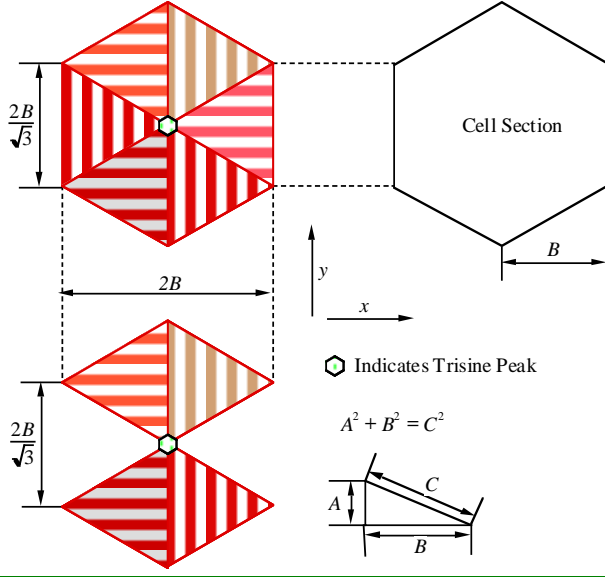 2B
√3
Cell Section
B
y
2B
x
Indicates Trisine Peak
2B
√3
A² + B² = C²
C
A
B